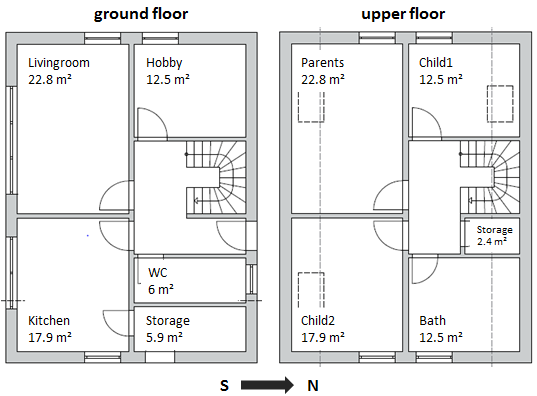 ground floor
upper floor
Livingroom
22.8 m²
Hobby
12.5 m²
Parents
22.8 m²
Child1
12.5 m²
Storage
2.4 m²
WC
6 m²
Kitchen
17.9 m²
Storage
5.9 m²
Child2
17.9 m²
Bath
12.5 m²
S
N